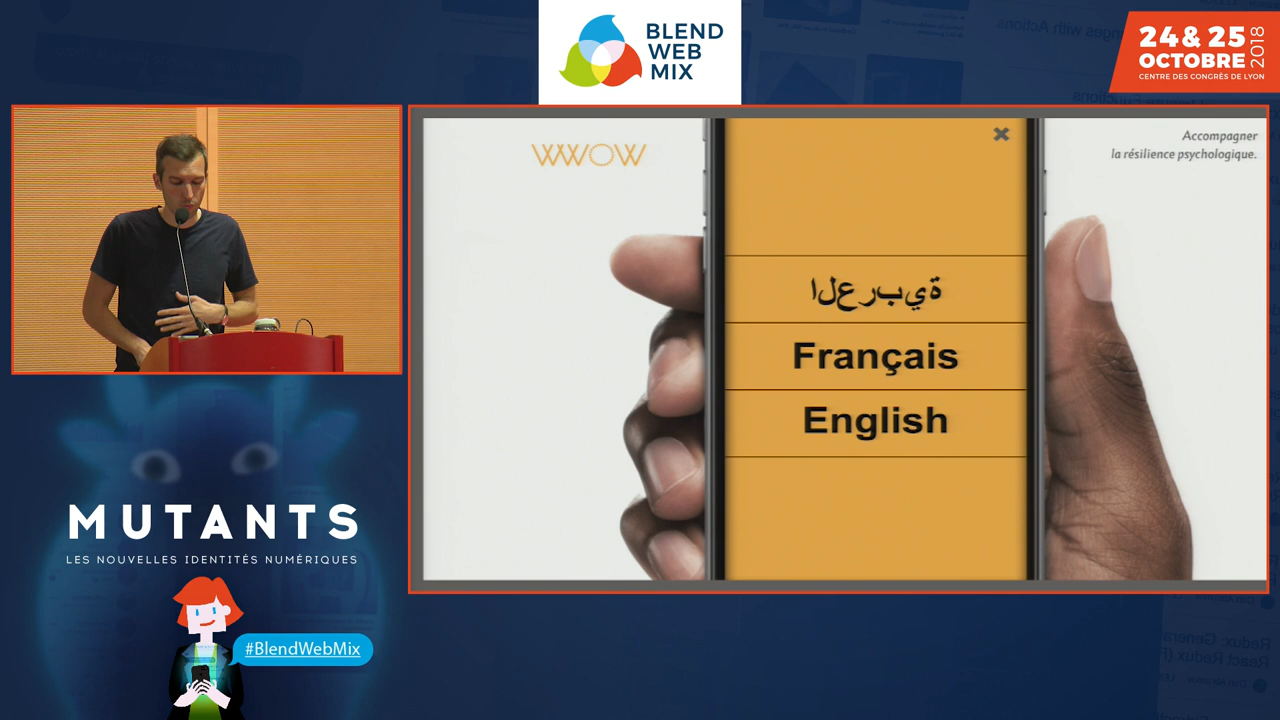 BLEND
WEB
MIX
24 & 25
OCTOBRE
2018
CENTRE DES CONGRÈS DE LYON
WWOW
Accompagner
la résilience psychologique.
ةيبرعلا
Français
English
MUTANTS
LES NOUVELLES IDENTITÉS NUMÉRIQUES
#BlendWebMix